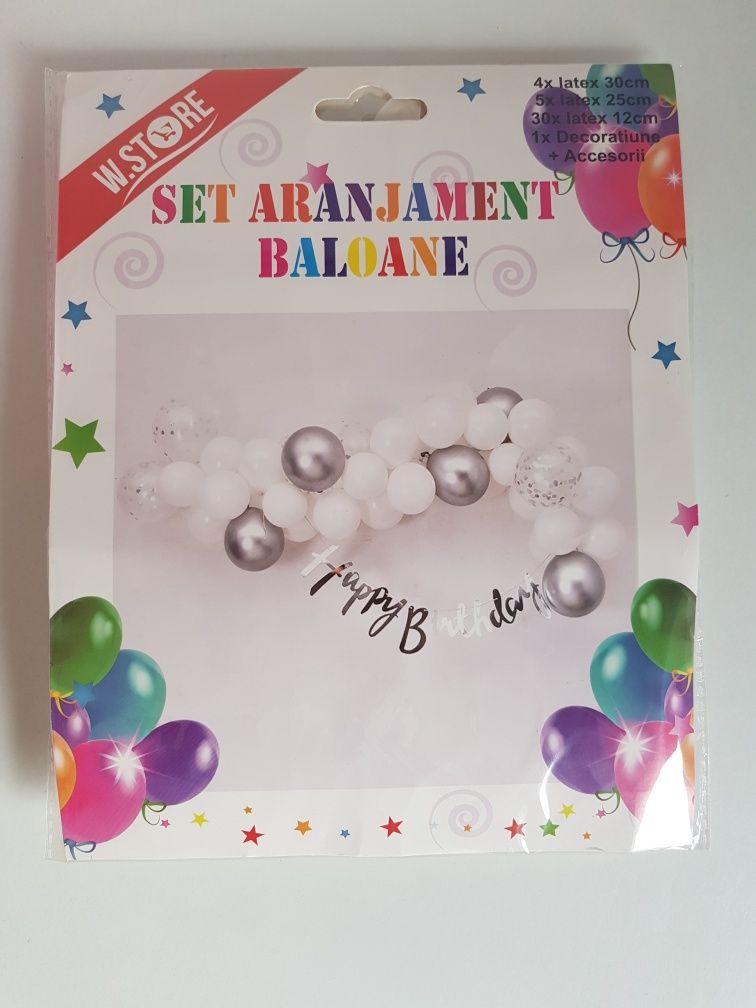 W.STORE
4x latex 30cm
5x latex 25cm
30x latex 12cm
1x Decoratiune
+ Accesorii
SET ARANJAMENT
BALOANE
Happy Birthday